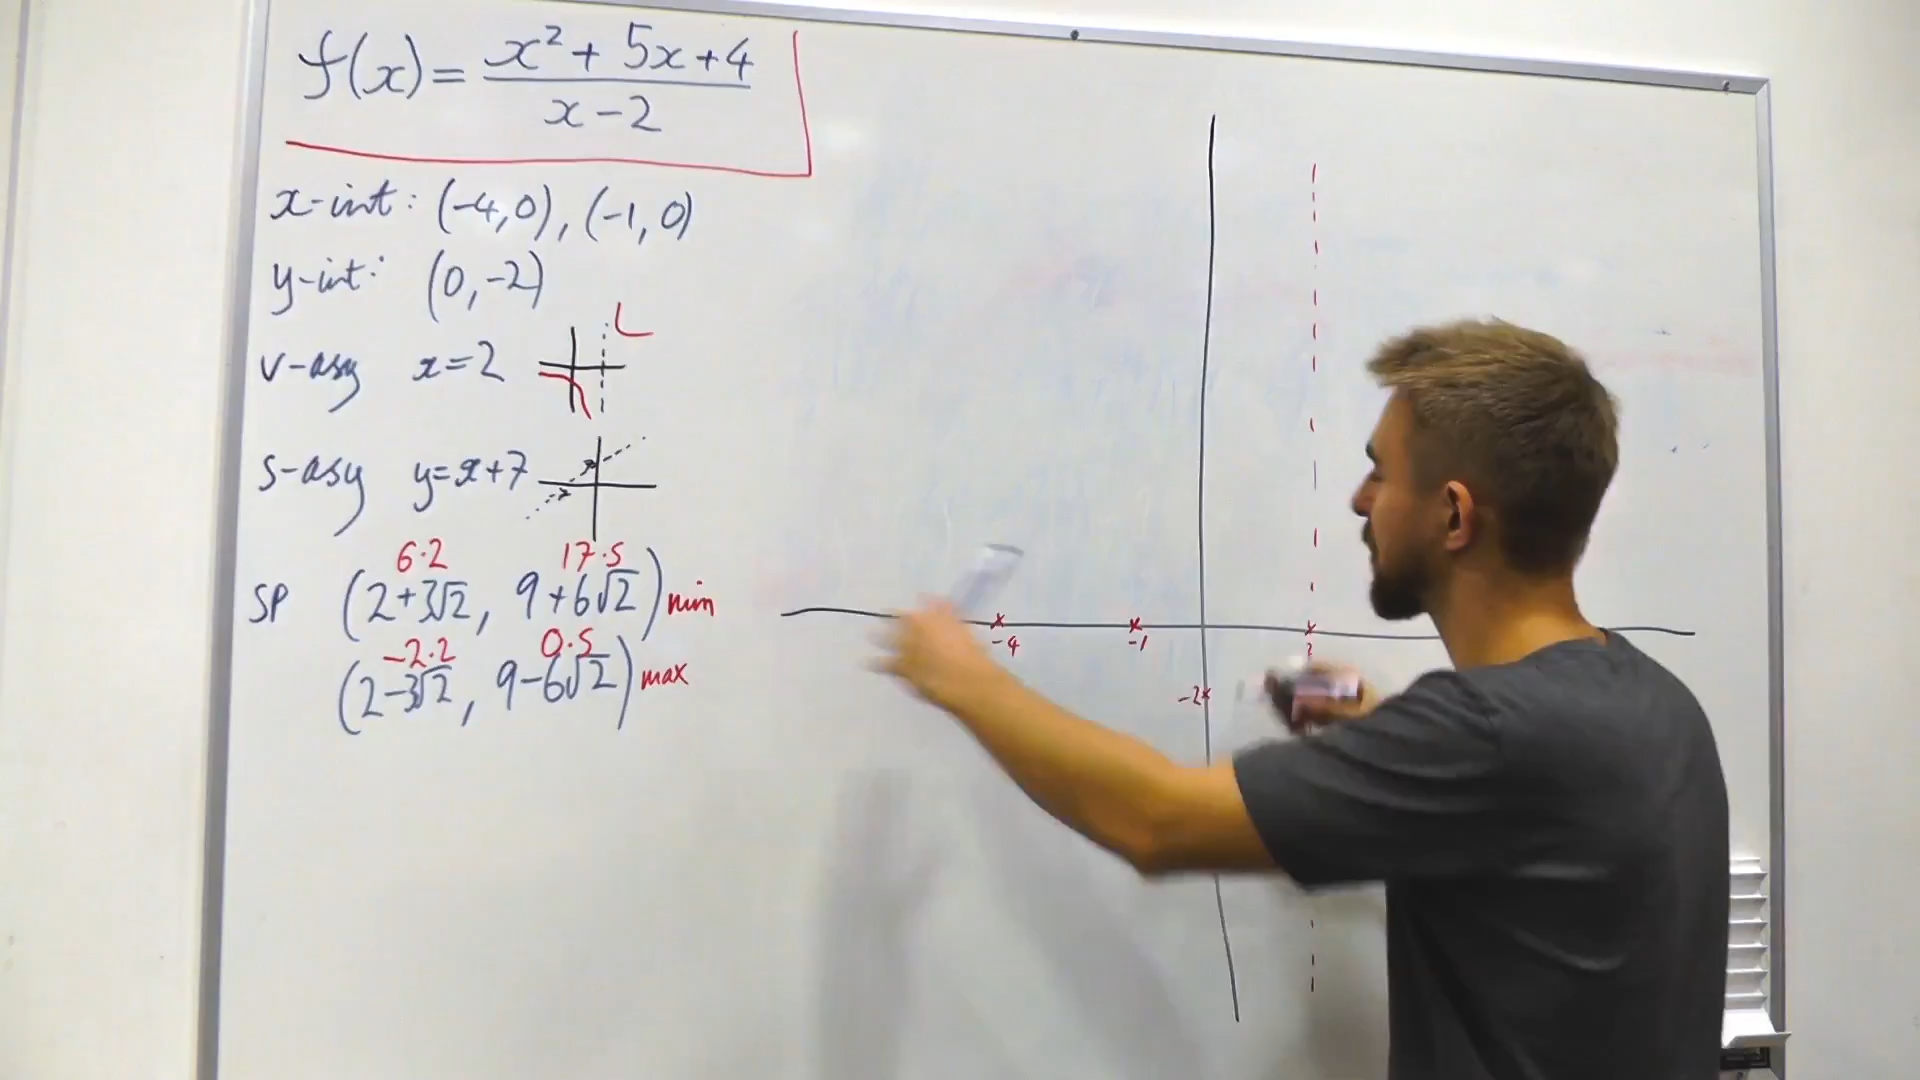 f(x) = x² + 5x + 4
x - 2
x-int: (-4, 0), (-1, 0)
y-int: (0, -2)
v-asy x = 2
s-asy y = x + 7
6·2 17·5
SP (2 + 3√2, 9 + 6√2) min
-2·2 0·5
(2 - 3√2, 9 - 6√2) max
-4 -1 2
-2